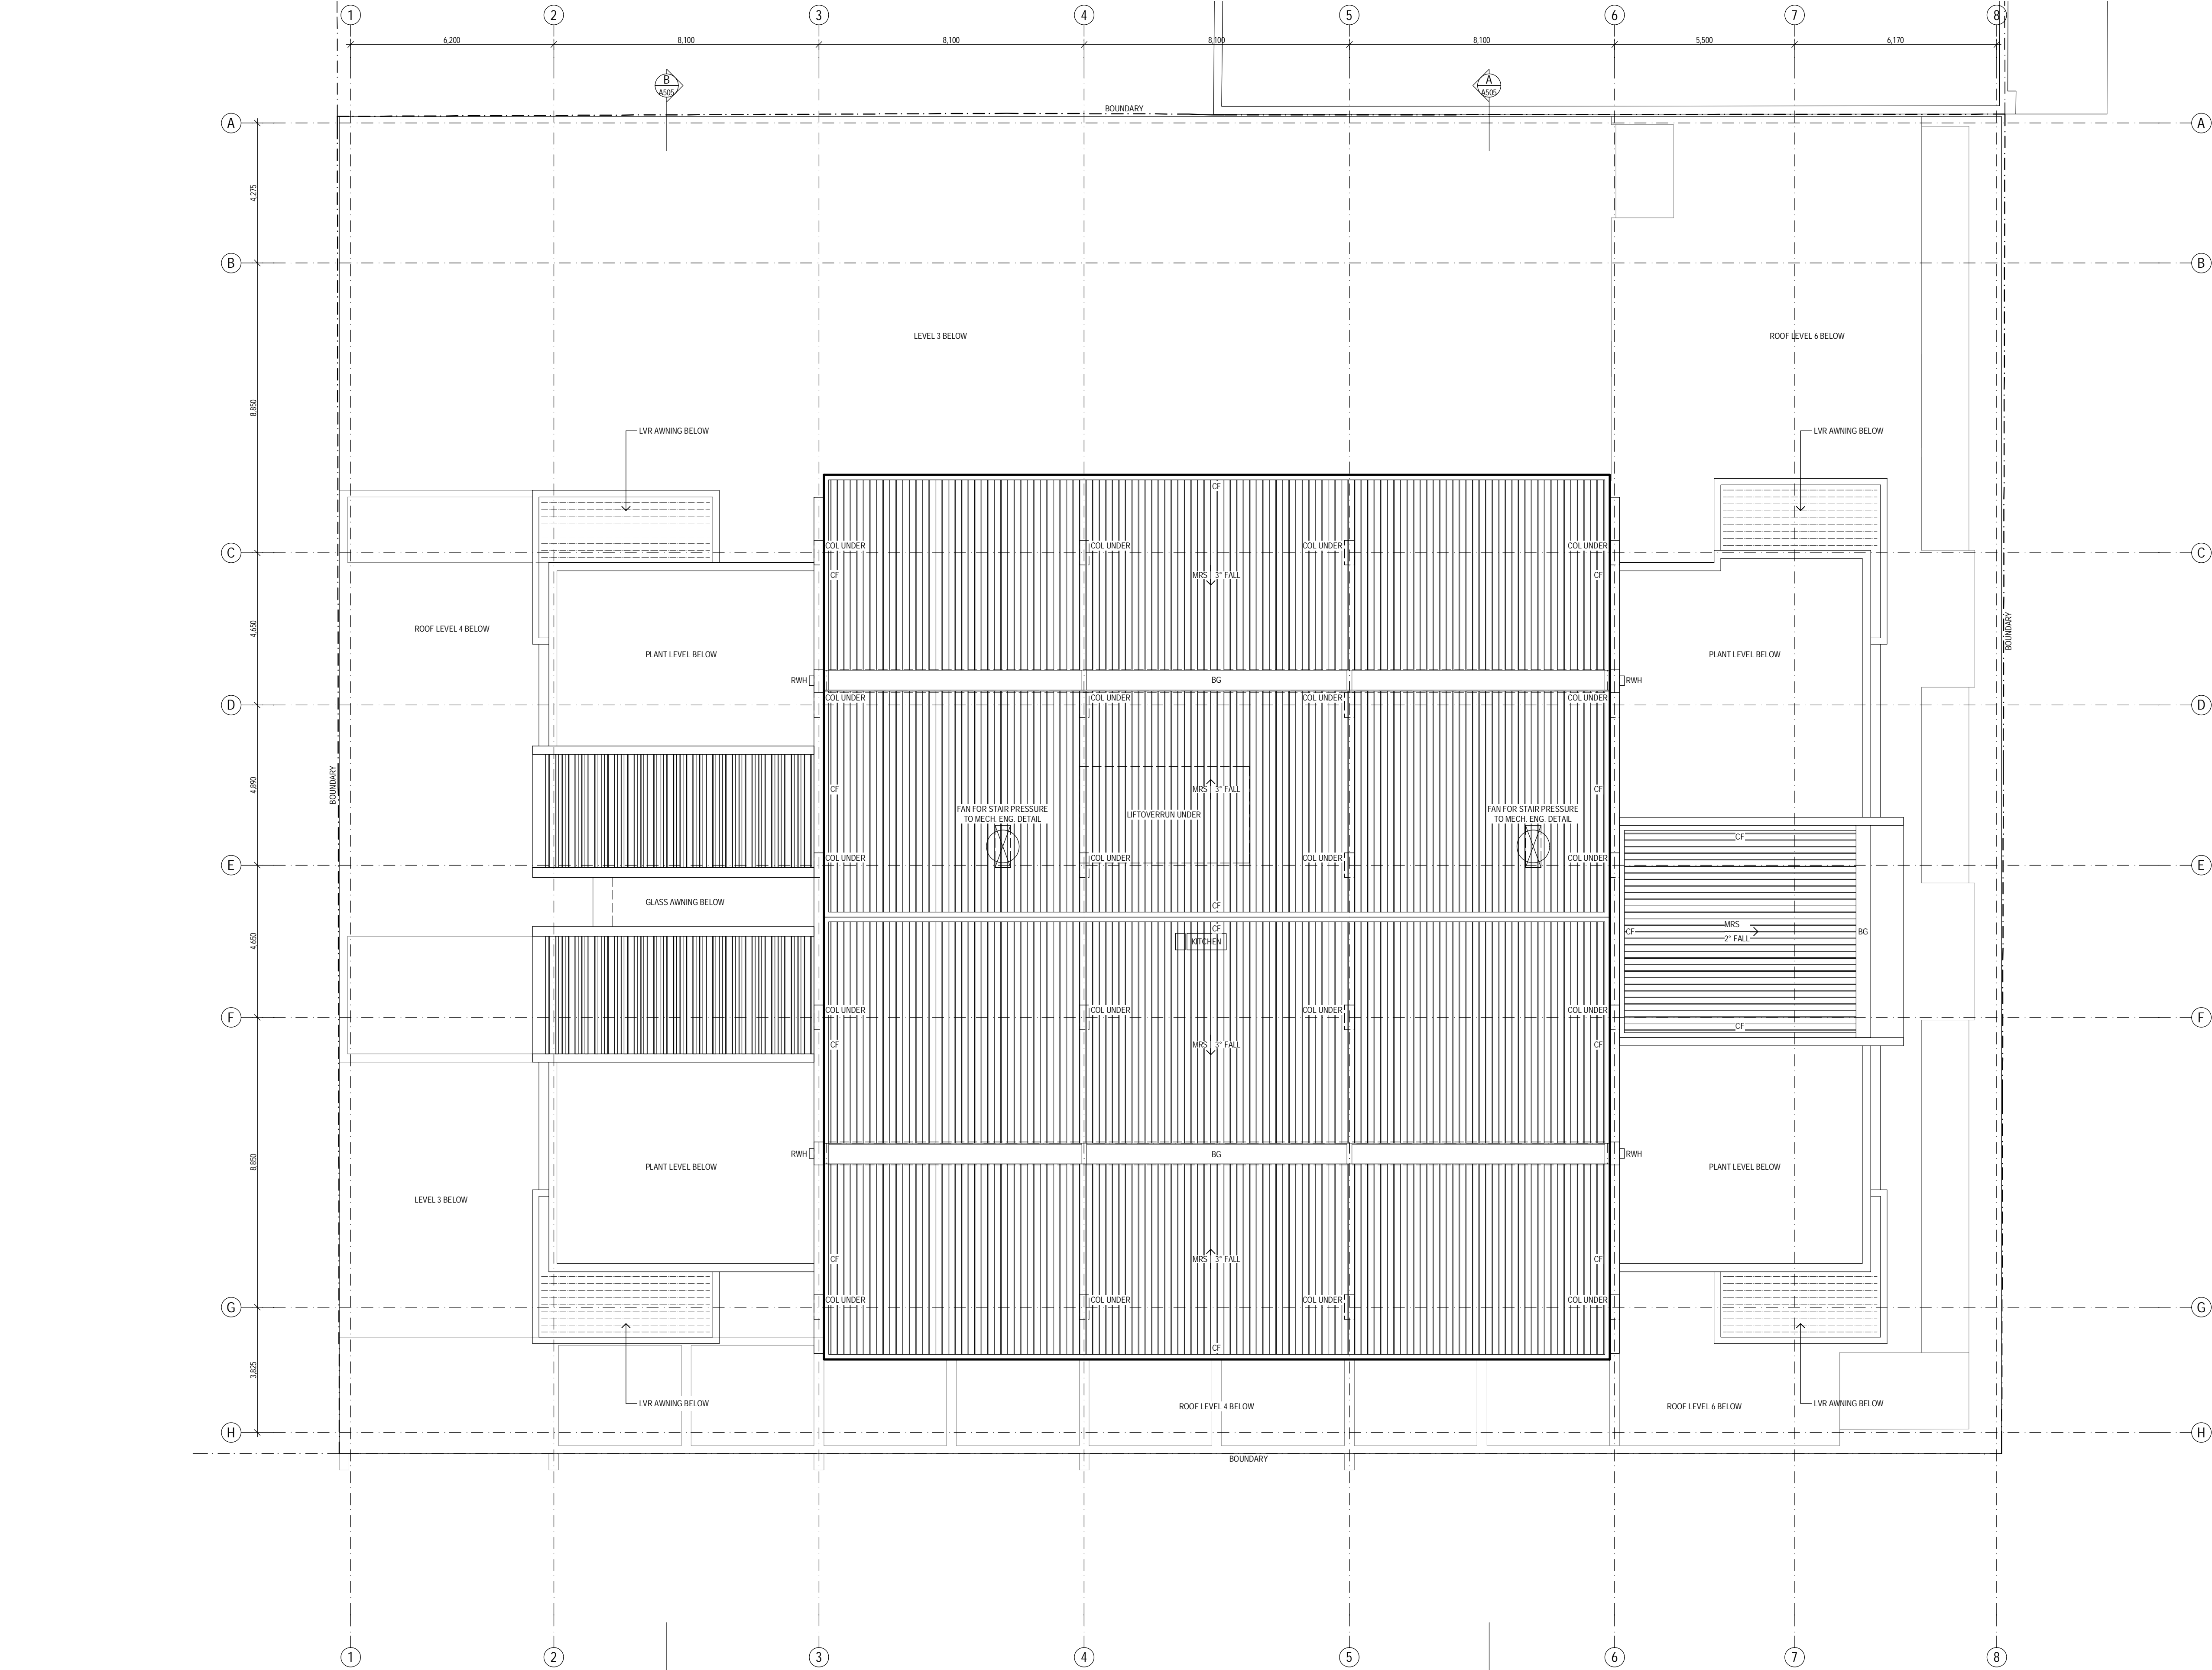 1 2 3 4 5 6 7 8
6,200 8,100 8,100 8,100 8,100 5,500 6,170
B A
A505 A505
BOUNDARY
A A
4,275
B B
LEVEL 3 BELOW ROOF LEVEL 6 BELOW
8,850
LVR AWNING BELOW LVR AWNING BELOW
CF
COL UNDER COL UNDER COL UNDER COL UNDER
C C
CF MRS 3° FALL CF
ROOF LEVEL 4 BELOW
4,650
BOUNDARY
PLANT LEVEL BELOW PLANT LEVEL BELOW
RWH BG RWH
COL UNDER COL UNDER COL UNDER COL UNDER
D D
BOUNDARY
4,890
CF MRS 3° FALL CF
FAN FOR STAIR PRESSURE
TO MECH. ENG. DETAIL
LIFTOVERRUN UNDER
FAN FOR STAIR PRESSURE
TO MECH. ENG. DETAIL
CF
COL UNDER COL UNDER COL UNDER COL UNDER
E E
GLASS AWNING BELOW CF
CF
MRS
CF BG
2° FALL
KITCHEN
4,650
COL UNDER COL UNDER COL UNDER COL UNDER
F F
CF
CF MRS 3° FALL CF
RWH BG RWH
8,850
PLANT LEVEL BELOW PLANT LEVEL BELOW
LEVEL 3 BELOW
CF MRS 3° FALL CF
COL UNDER COL UNDER COL UNDER COL UNDER
G G
CF
3,825
LVR AWNING BELOW ROOF LEVEL 4 BELOW ROOF LEVEL 6 BELOW LVR AWNING BELOW
H H
BOUNDARY
1 2 3 4 5 6 7 8